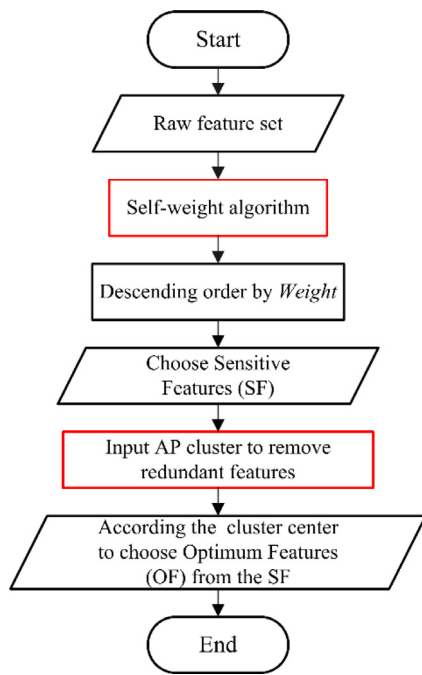 Start
Raw feature set
Self-weight algorithm
Descending order by Weight
Choose Sensitive
Features (SF)
Input AP cluster to remove
redundant features
According the cluster center
to choose Optimum Features
(OF) from the SF
End